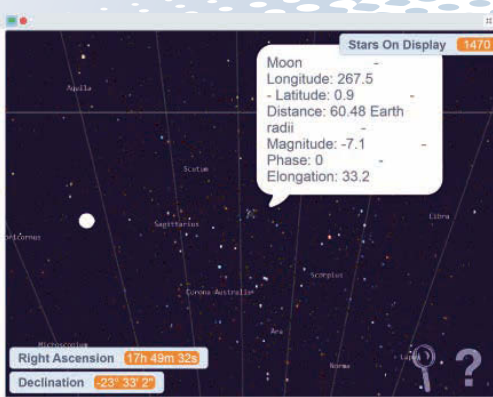 Stars On Display 1470
Moon -
Longitude: 267.5
- Latitude: 0.9 -
Distance: 60.48 Earth
radii -
Magnitude: -7.1 -
Phase: 0 -
Elongation: 33.2
Aquila
Scutum
Sagittarius
Libra
Scorpius
Corona Australis
Ara
Norma
Lupus
Right Ascension 17h 49m 32s
Declination -23° 33' 2"
?